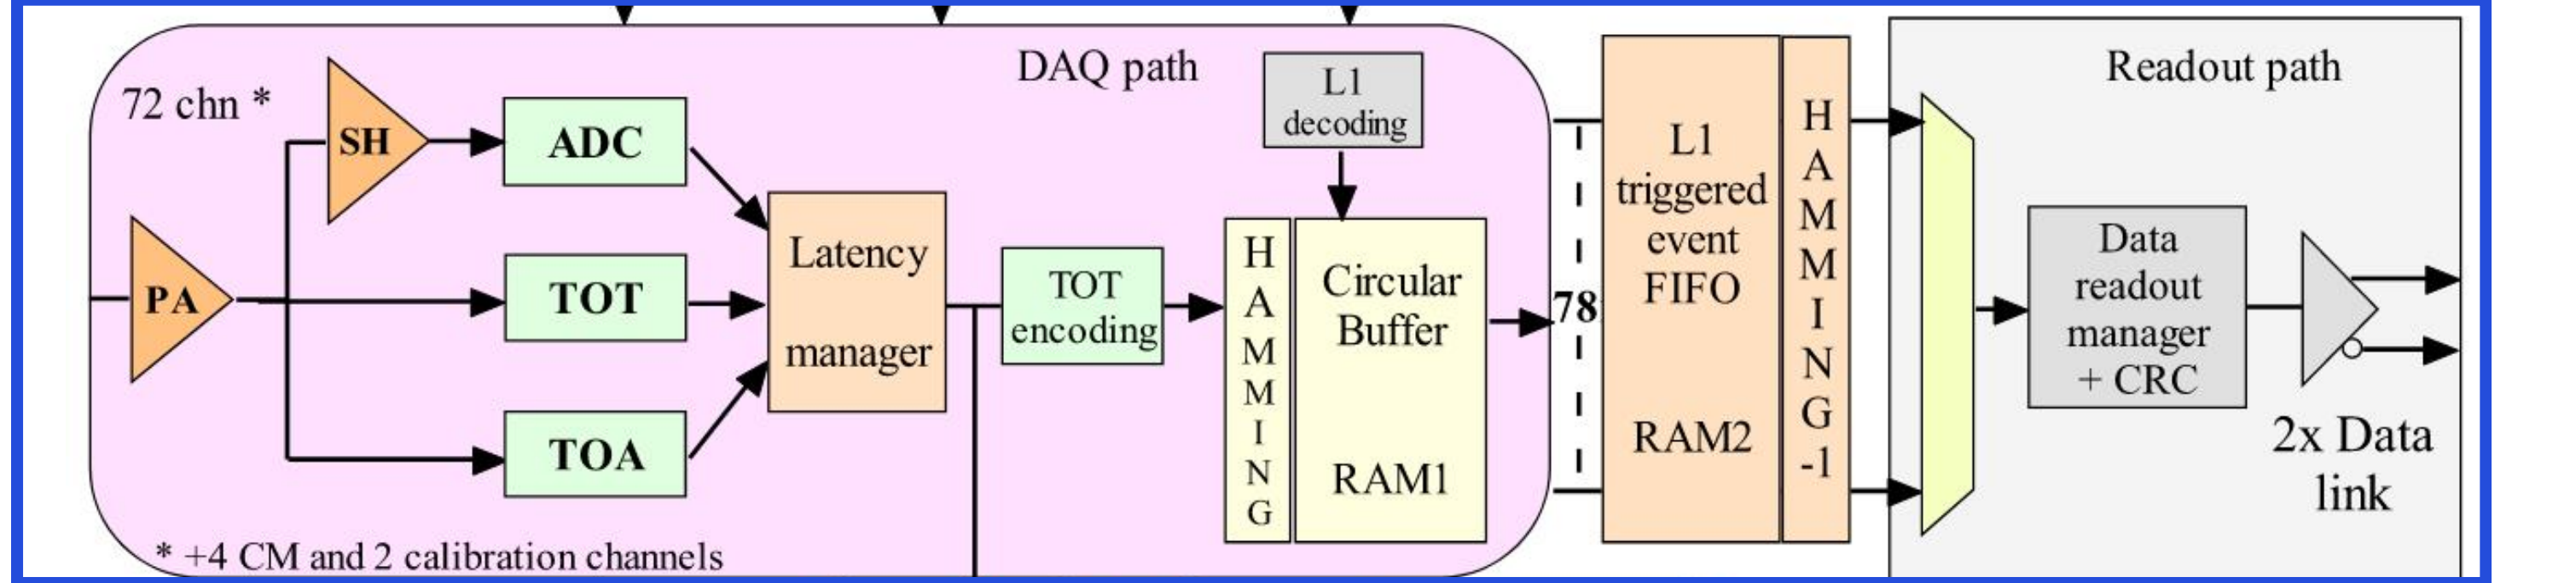 DAQ path
72 chn *
SH
ADC
PA
TOT
TOA
Latency
manager
TOT
encoding
L1
decoding
HAMMING
Circular
Buffer
RAM1
* +4 CM and 2 calibration channels
78
L1
triggered
event
FIFO
RAM2
HAMMING
-1
Readout path
Data
readout
manager
+ CRC
2x Data
link